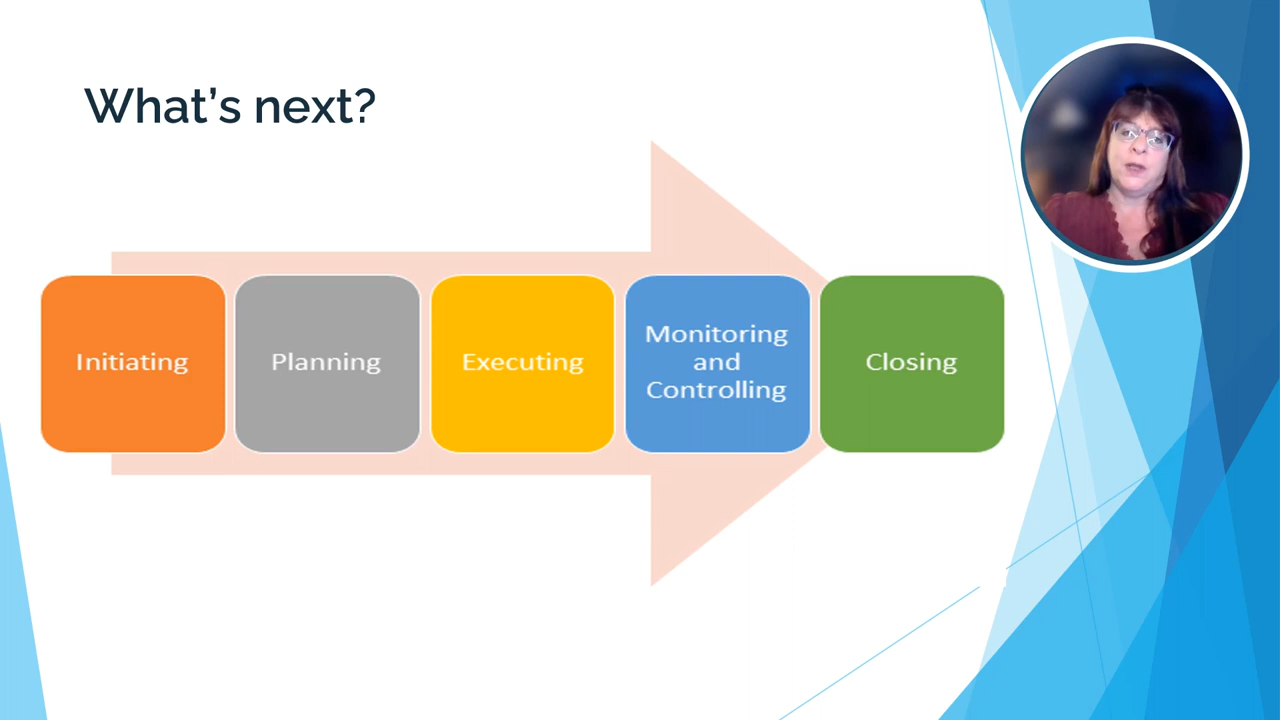 What's next?
Initiating
Planning
Executing
Monitoring
and
Controlling
Closing